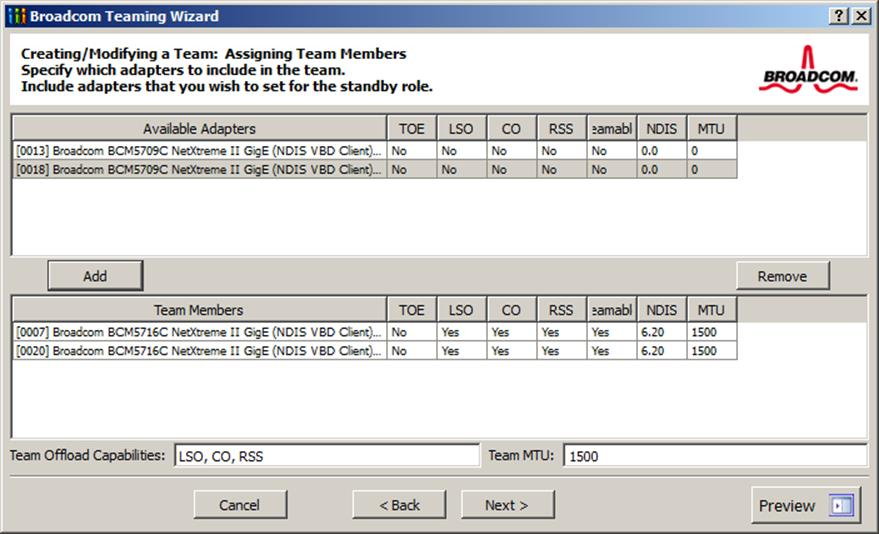 Broadcom Teaming Wizard
Creating/Modifying a Team: Assigning Team Members
Specify which adapters to include in the team.
Include adapters that you wish to set for the standby role.
BROADCOM.
Available Adapters TOE LSO CO RSS eamabl NDIS MTU
[0013] Broadcom BCM5709C NetXtreme II GigE (NDIS VBD Client)... No No No No No 0.0 0
[0018] Broadcom BCM5709C NetXtreme II GigE (NDIS VBD Client)... No No No No No 0.0 0
Add Remove
Team Members TOE LSO CO RSS eamabl NDIS MTU
[0007] Broadcom BCM5716C NetXtreme II GigE (NDIS VBD Client)... No Yes Yes Yes Yes 6.20 1500
[0020] Broadcom BCM5716C NetXtreme II GigE (NDIS VBD Client)... No Yes Yes Yes Yes 6.20 1500
Team Offload Capabilities: LSO, CO, RSS Team MTU: 1500
Cancel < Back Next > Preview